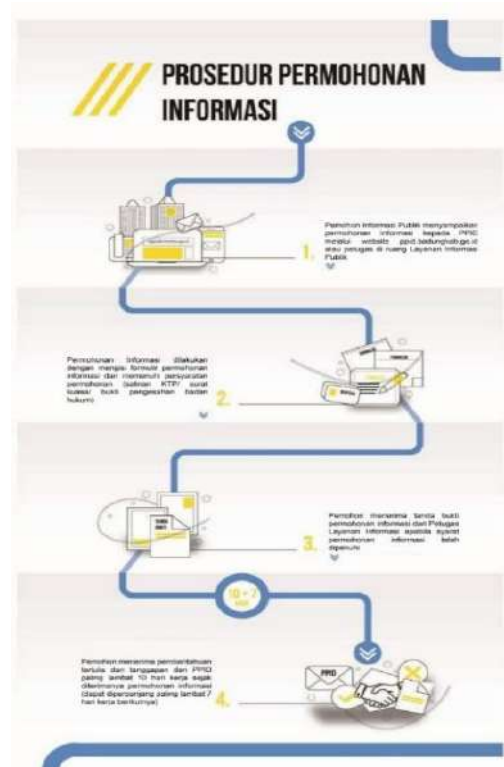 PROSEDUR PERMOHONAN
INFORMASI
Pemohon Informasi Publik menyampaikan
permohonan informasi kepada PPID
melalui website ppid.badungkab.go.id
atau petugas di ruang Layanan Informasi
Publik
1.
Permohonan Informasi dilakukan
dengan mengisi formulir permohonan
informasi dan memenuhi persyaratan
permohonan (salinan KTP/ surat
kuasa/ bukti pengesahan badan
hukum)
2.
Pemohon menerima tanda bukti
permohonan informasi dari Petugas
Layanan Informasi apabila syarat
permohonan informasi telah
dipenuhi
3.
TANDA
BUKTI
10 + 7
HARI
Pemohon menerima pemberitahuan
tertulis dan tanggapan dari PPID
paling lambat 10 hari kerja sejak
diterimanya permohonan informasi
(dapat diperpanjang paling lambat 7
hari kerja berikutnya)
4.
PPID